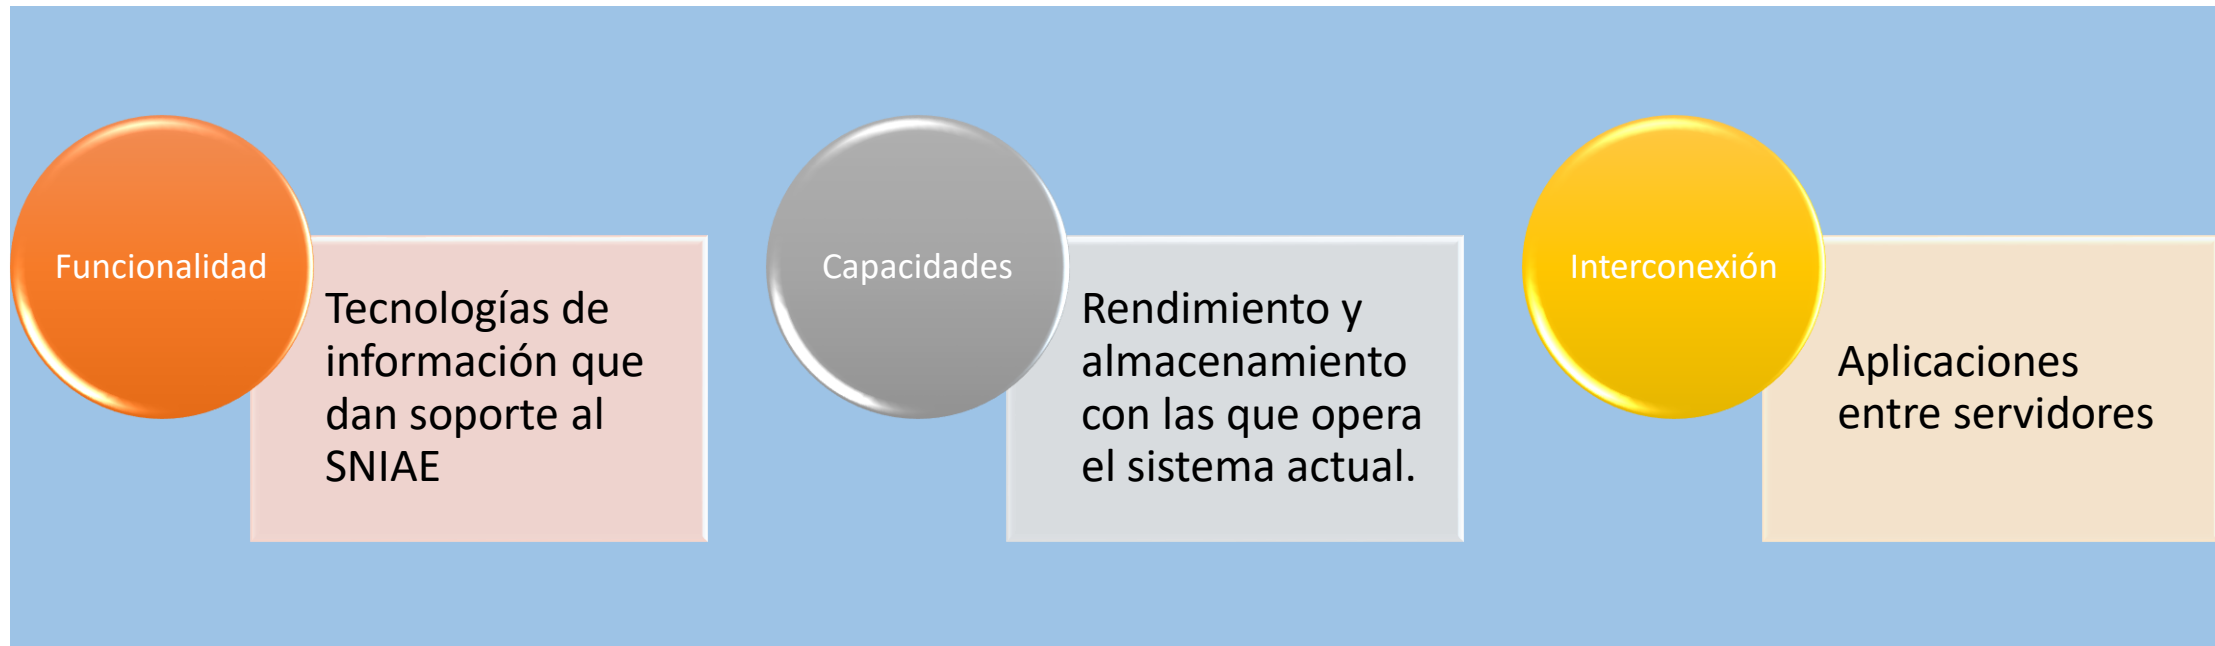 Funcionalidad
Tecnologías de
información que
dan soporte al
SNIAE
Capacidades
Rendimiento y
almacenamiento
con las que opera
el sistema actual.
Interconexión
Aplicaciones
entre servidores